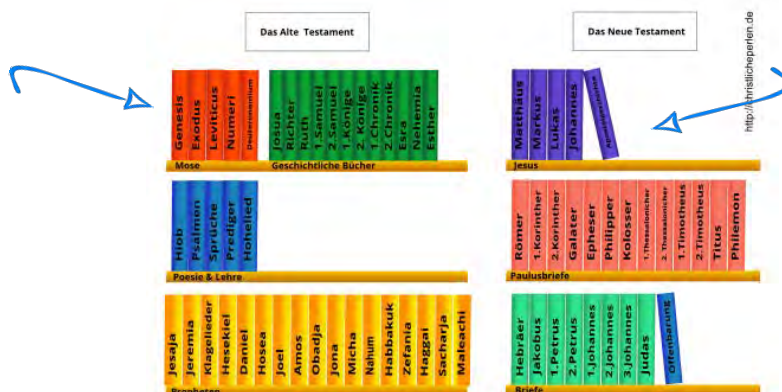 Das Alte Testament
Das Neue Testament
http://christlicheperlen.de
Genesis
Exodus
Leviticus
Numeri
Deuteronomium
Josua
Richter
Ruth
1.Samuel
2.Samuel
1.Könige
2. Könige
1.Chronik
2.Chronik
Esra
Nehemia
Esther
Mose
Geschichtliche Bücher
Matthäus
Markus
Lukas
Johannes
Apostelgeschichte
Jesus
Hiob
Psalmen
Sprüche
Prediger
Hohelied
Poesie & Lehre
Römer
1.Korinther
2.Korinther
Galater
Epheser
Philipper
Kolosser
1.Thessalonicher
2. Thessalonicher
1.Timotheus
2.Timotheus
Titus
Philemon
Paulusbriefe
Jesaja
Jeremia
Klagelieder
Hesekiel
Daniel
Hosea
Joel
Amos
Obadja
Jona
Micha
Nahum
Habbakuk
Zefania
Haggai
Sacharja
Maleachi
Propheten
Hebräer
Jakobus
1.Petrus
2.Petrus
1.Johannes
2.Johannes
3.Johannes
Judas
Offenbarung
Briefe